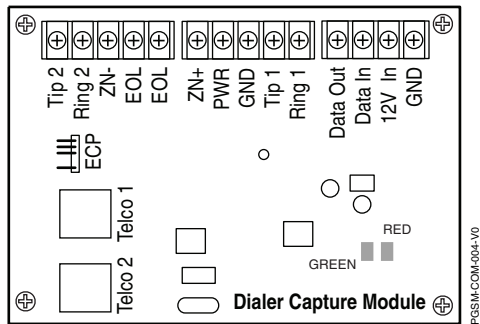 Tip 2
Ring 2
ZN-
EOL
EOL
ZN+
PWR
GND
Tip 1
Ring 1
Data Out
Data In
12V In
GND
ECP
Telco 1
Telco 2
RED
GREEN
Dialer Capture Module
PGSM-COM-004-V0